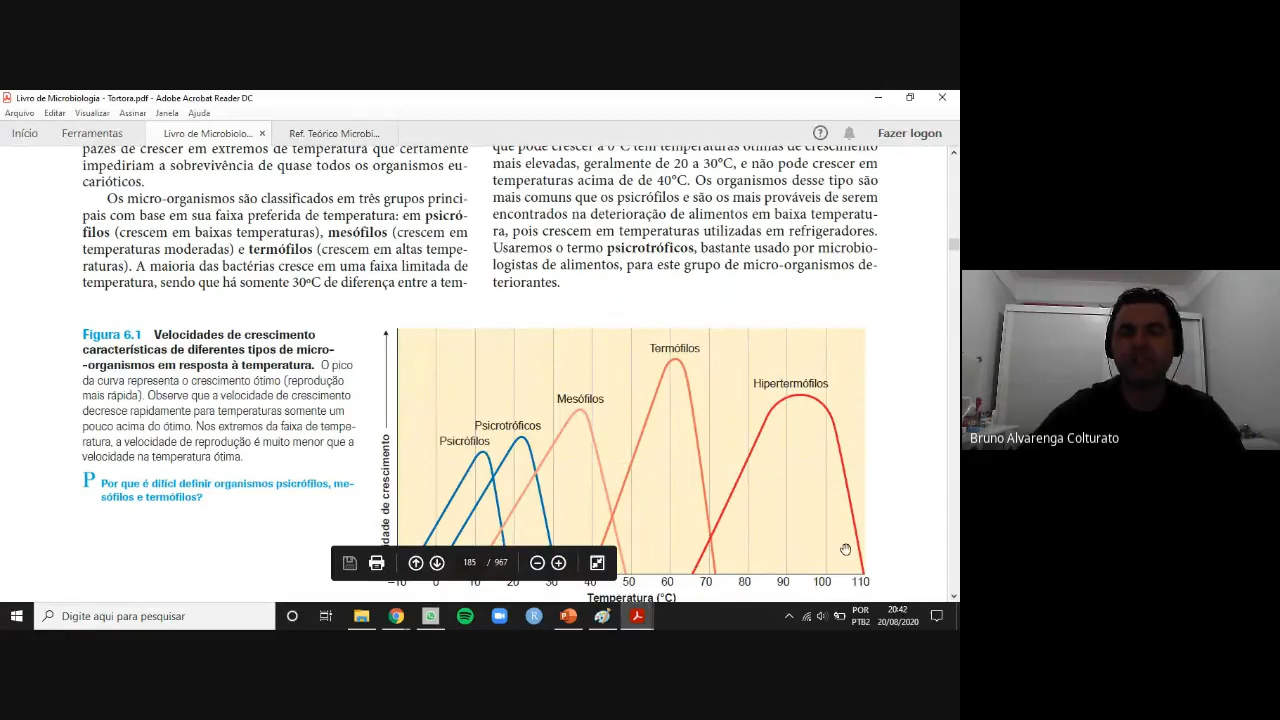 Livro de Microbiologia - Tortora.pdf - Adobe Acrobat Reader DC
Arquivo Editar Visualizar Assinar Janela Ajuda
Início Ferramentas Livro de Microbiolo... × Ref. Teórico Microbi... Fazer logon
pazes de crescer em extremos de temperatura que certamente
impediriam a sobrevivência de quase todos os organismos eu-
carióticos.
Os micro-organismos são classificados em três grupos princi-
pais com base em sua faixa preferida de temperatura: em psicró-
filos (crescem em baixas temperaturas), mesófilos (crescem em
temperaturas moderadas) e termófilos (crescem em altas tempe-
raturas). A maioria das bactérias cresce em uma faixa limitada de
temperatura, sendo que há somente 30ºC de diferença entre a tem-
que pode crescer a 0°C tem temperaturas ótimas de crescimento
mais elevadas, geralmente de 20 a 30°C, e não pode crescer em
temperaturas acima de de 40°C. Os organismos desse tipo são
mais comuns que os psicrófilos e são os mais prováveis de serem
encontrados na deterioração de alimentos em baixa temperatu-
ra, pois crescem em temperaturas utilizadas em refrigeradores.
Usaremos o termo psicrotróficos, bastante usado por microbio-
logistas de alimentos, para este grupo de micro-organismos de-
teriorantes.
Figura 6.1 Velocidades de crescimento
características de diferentes tipos de micro-
-organismos em resposta à temperatura. O pico
da curva representa o crescimento ótimo (reprodução
mais rápida). Observe que a velocidade de crescimento
decresce rapidamente para temperaturas somente um
pouco acima do ótimo. Nos extremos da faixa de tempe-
ratura, a velocidade de reprodução é muito menor que a
velocidade na temperatura ótima.
P Por que é difícil definir organismos psicrófilos, me-
sófilos e termófilos?
Termófilos
Hipertermófilos
Mesófilos
Psicrotróficos
Psicrófilos
de crescimento
185 / 967
–10 0 10 20 30 40 50 60 70 80 90 100 110
Temperatura (°C)
Bruno Alvarenga Colturato
Digite aqui para pesquisar
POR
PTB2
20:42
20/08/2020